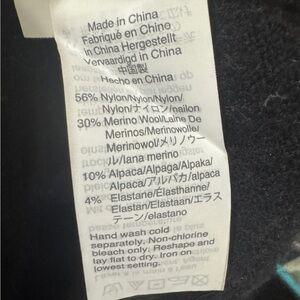 Made in China
Fabriqué en Chine
in China Hergestellt
Vervaardigd in China
中国製
Hecho en China
56% Nylon/Nylon/Nylon/
Nylon/ナイロン/nailon
30% Merino Wool/Laine De
Merinos/Merinowolle/
Merinowol/メリノウー
ル/lana merino
10% Alpaca/Alpaga/Alpaka/
Alpaca/アルパカ/alpaca
4% Elastane/Élasthanne/
Elastan/Elastaan/エラス
テーン/elastano
Hand wash cold
separately. Non-chlorine
bleach only. Reshape and
lay flat to dry. Iron on
lowest setting.